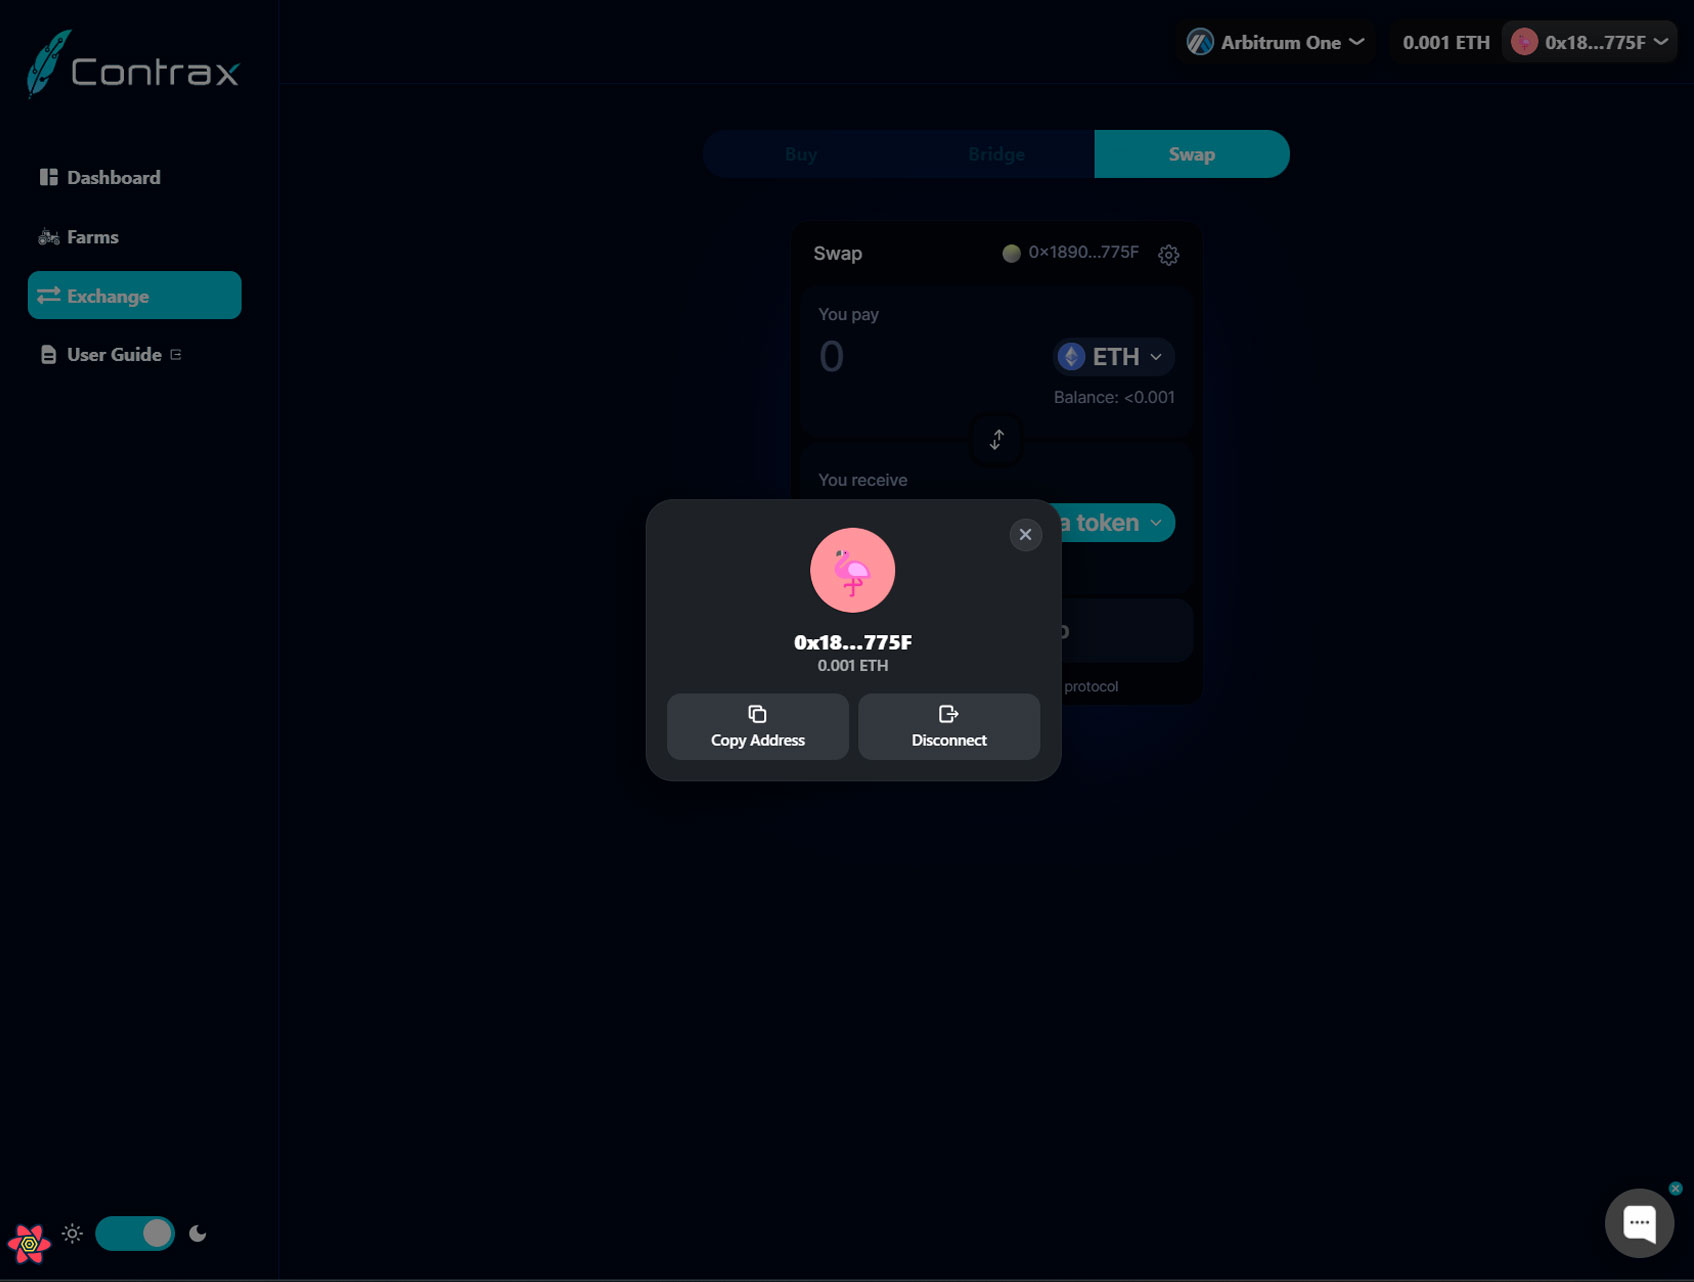 Contrax
Arbitrum One
0.001 ETH
0x18...775F
Dashboard
Farms
Exchange
User Guide
Buy
Bridge
Swap
Swap
0x1890...775F
You pay
0
ETH
Balance: <0.001
You receive
a token
protocol
0x18...775F
0.001 ETH
Copy Address
Disconnect